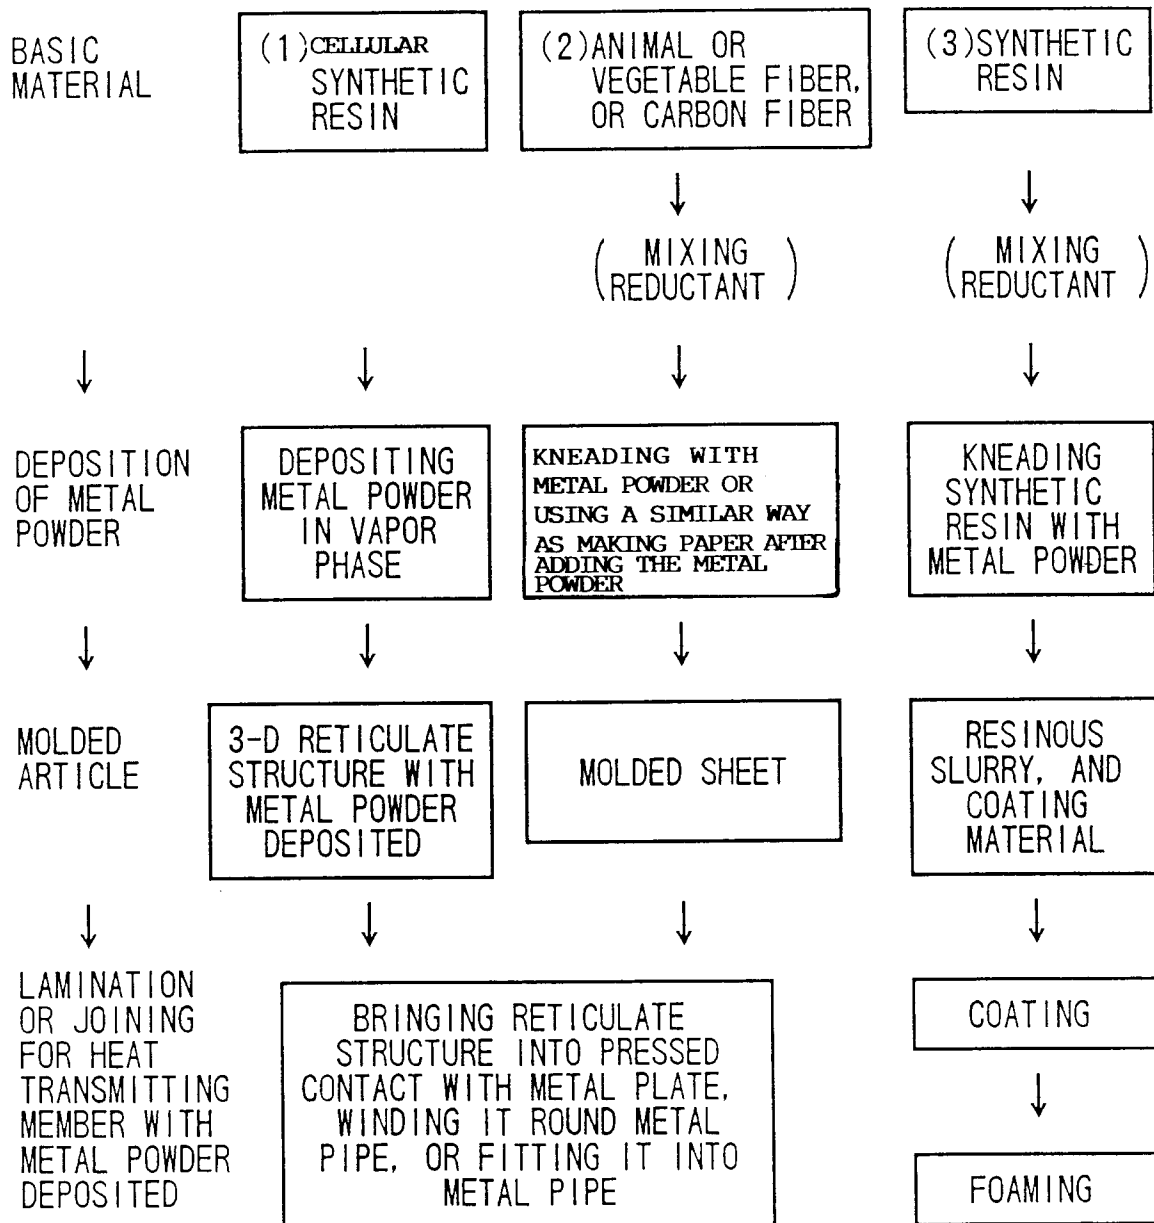 BASIC
MATERIAL
(1)CELLULAR
SYNTHETIC
RESIN
(2)ANIMAL OR
VEGETABLE FIBER,
OR CARBON FIBER
(3)SYNTHETIC
RESIN
↓
↓
(MIXING
REDUCTANT)
(MIXING
REDUCTANT)
↓
↓
↓
↓
DEPOSITION
OF METAL
POWDER
DEPOSITING
METAL POWDER
IN VAPOR
PHASE
KNEADING WITH
METAL POWDER OR
USING A SIMILAR WAY
AS MAKING PAPER AFTER
ADDING THE METAL
POWDER
KNEADING
SYNTHETIC
RESIN WITH
METAL POWDER
↓
↓
↓
↓
MOLDED
ARTICLE
3-D RETICULATE
STRUCTURE WITH
METAL POWDER
DEPOSITED
MOLDED SHEET
RESINOUS
SLURRY, AND
COATING
MATERIAL
↓
↓
↓
↓
LAMINATION
OR JOINING
FOR HEAT
TRANSMITTING
MEMBER WITH
METAL POWDER
DEPOSITED
BRINGING RETICULATE
STRUCTURE INTO PRESSED
CONTACT WITH METAL PLATE,
WINDING IT ROUND METAL
PIPE, OR FITTING IT INTO
METAL PIPE
COATING
↓
FOAMING